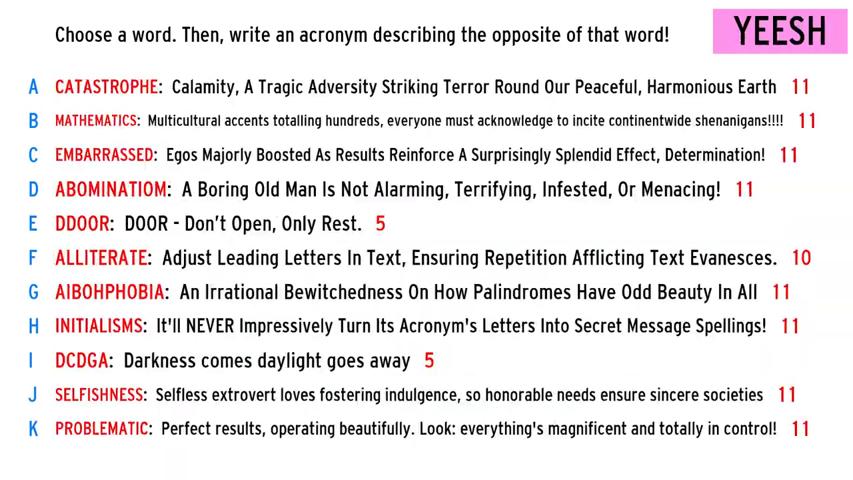 Choose a word. Then, write an acronym describing the opposite of that word!
YEESH
A CATASTROPHE: Calamity, A Tragic Adversity Striking Terror Round Our Peaceful, Harmonious Earth 11
B MATHEMATICS: Multicultural accents totalling hundreds, everyone must acknowledge to incite continentwide shenanigans!!!! 11
C EMBARRASSED: Egos Majorly Boosted As Results Reinforce A Surprisingly Splendid Effect, Determination! 11
D ABOMINATIOM: A Boring Old Man Is Not Alarming, Terrifying, Infested, Or Menacing! 11
E DDOOR: DOOR - Don't Open, Only Rest. 5
F ALLITERATE: Adjust Leading Letters In Text, Ensuring Repetition Afflicting Text Evanesces. 10
G AIBOHPHOBIA: An Irrational Bewitchedness On How Palindromes Have Odd Beauty In All 11
H INITIALISMS: It'll NEVER Impressively Turn Its Acronym's Letters Into Secret Message Spellings! 11
I DCDGA: Darkness comes daylight goes away 5
J SELFISHNESS: Selfless extrovert loves fostering indulgence, so honorable needs ensure sincere societies 11
K PROBLEMATIC: Perfect results, operating beautifully. Look: everything's magnificent and totally in control! 11